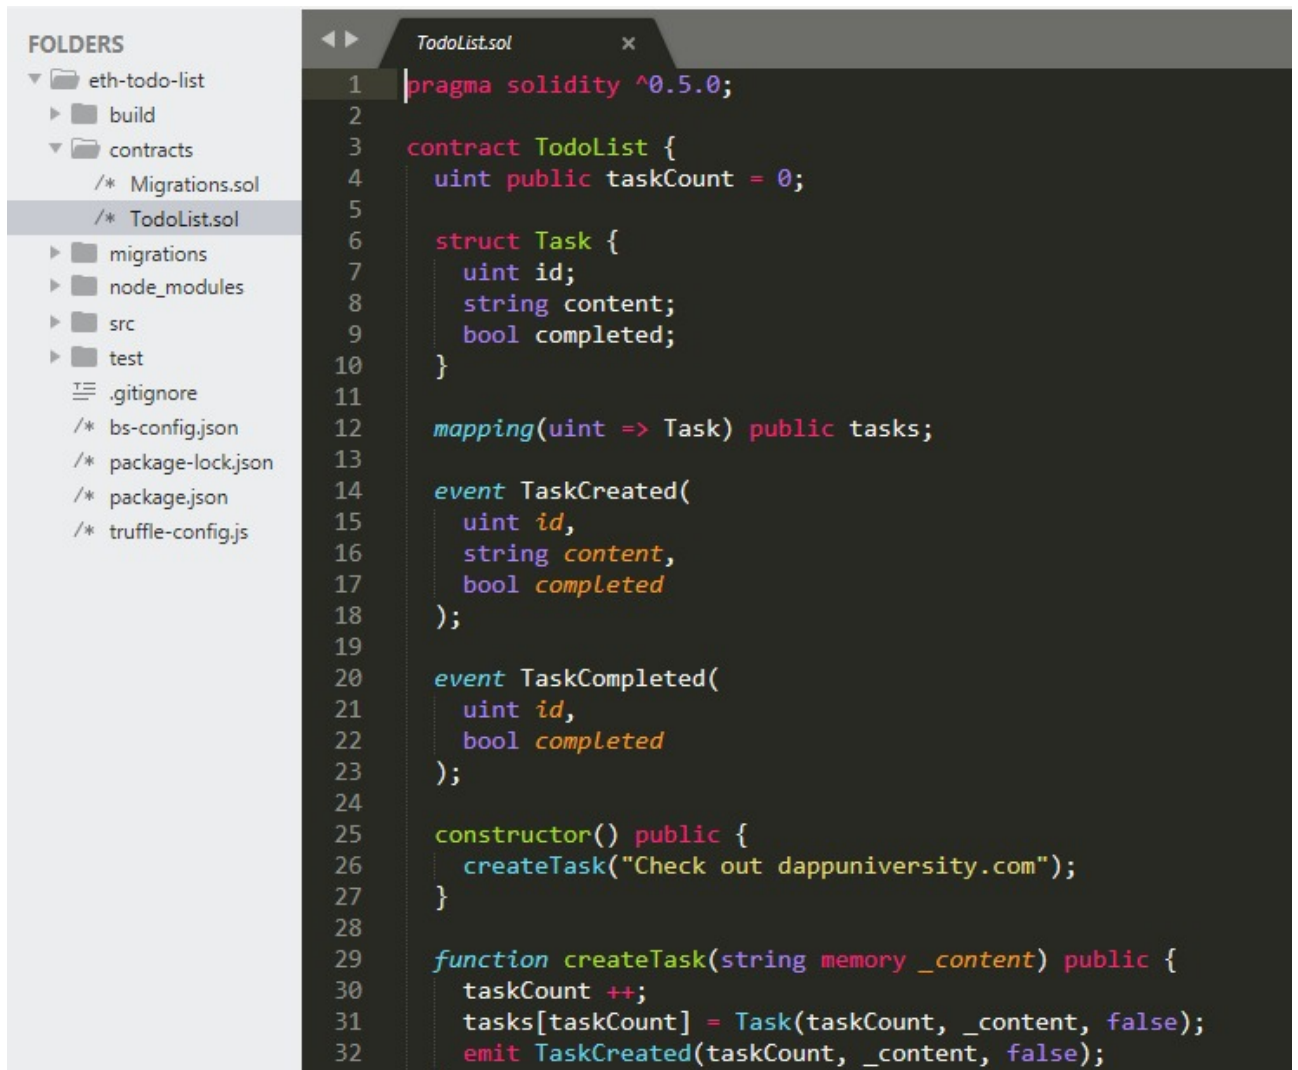 FOLDERS
eth-todo-list
build
contracts
/* Migrations.sol
/* TodoList.sol
migrations
node_modules
src
test
.gitignore
/* bs-config.json
/* package-lock.json
/* package.json
/* truffle-config.js
TodoList.sol ×
1 pragma solidity ^0.5.0;
2
3 contract TodoList {
4 uint public taskCount = 0;
5
6 struct Task {
7 uint id;
8 string content;
9 bool completed;
10 }
11
12 mapping(uint => Task) public tasks;
13
14 event TaskCreated(
15 uint id,
16 string content,
17 bool completed
18 );
19
20 event TaskCompleted(
21 uint id,
22 bool completed
23 );
24
25 constructor() public {
26 createTask("Check out dappuniversity.com");
27 }
28
29 function createTask(string memory _content) public {
30 taskCount ++;
31 tasks[taskCount] = Task(taskCount, _content, false);
32 emit TaskCreated(taskCount, _content, false);